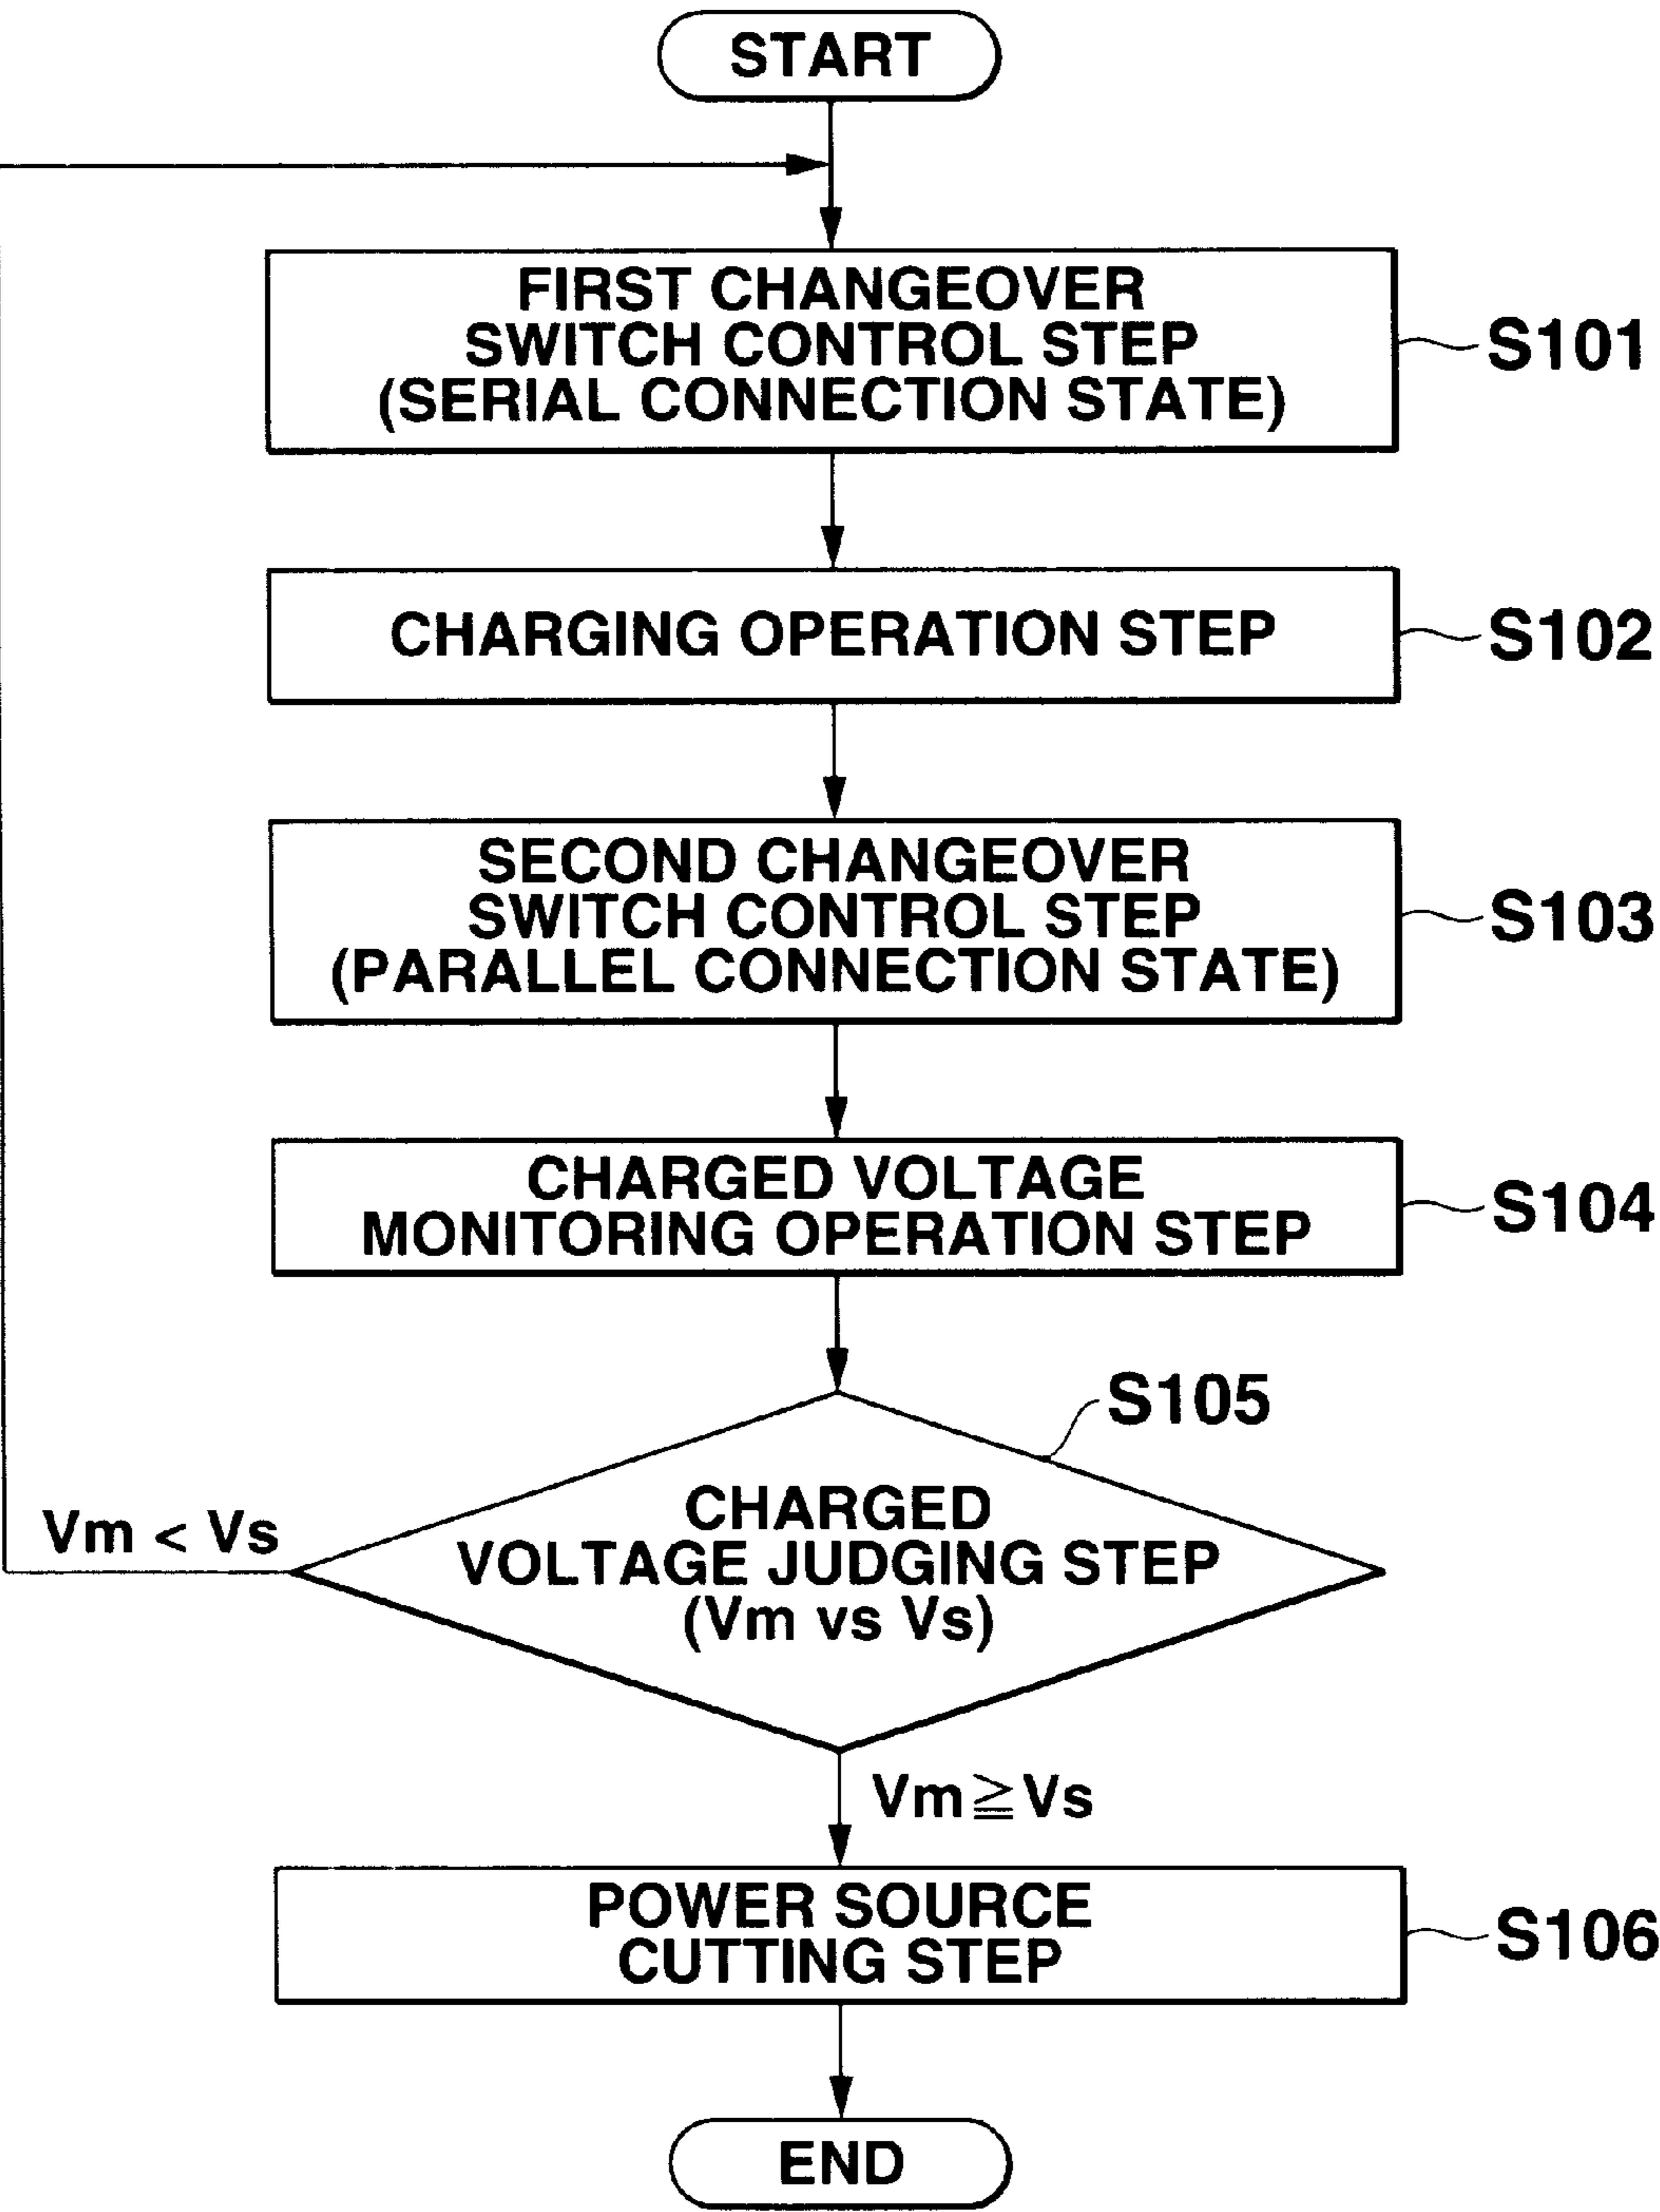 START
FIRST CHANGEOVER
SWITCH CONTROL STEP
(SERIAL CONNECTION STATE)
S101
CHARGING OPERATION STEP
S102
SECOND CHANGEOVER
SWITCH CONTROL STEP
(PARALLEL CONNECTION STATE)
S103
CHARGED VOLTAGE
MONITORING OPERATION STEP
S104
S105
CHARGED
VOLTAGE JUDGING STEP
(Vm vs Vs)
Vm < Vs
Vm≧Vs
POWER SOURCE
CUTTING STEP
S106
END